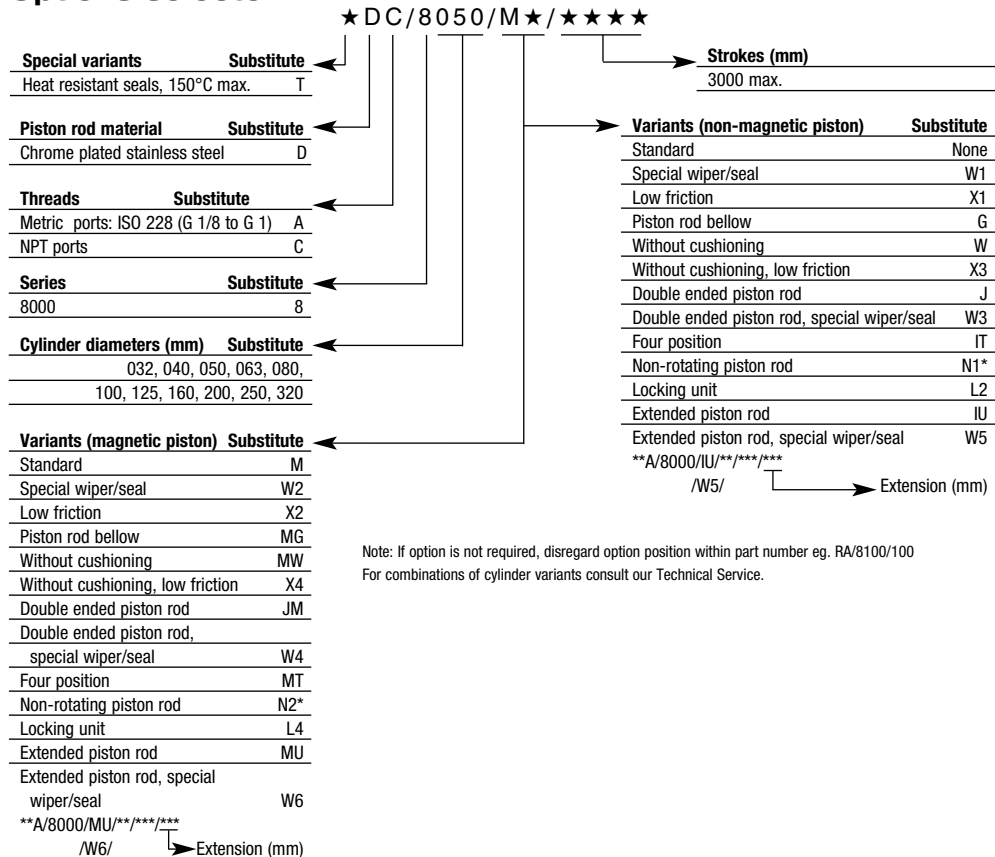 ★DC/8050/M★/★★★★
Special variants Substitute
Heat resistant seals, 150°C max. T
Piston rod material Substitute
Chrome plated stainless steel D
Threads Substitute
Metric ports: ISO 228 (G 1/8 to G 1) A
NPT ports C
Series Substitute
8000 8
Cylinder diameters (mm) Substitute
032, 040, 050, 063, 080,
100, 125, 160, 200, 250, 320
Variants (magnetic piston) Substitute
Standard M
Special wiper/seal W2
Low friction X2
Piston rod bellow MG
Without cushioning MW
Without cushioning, low friction X4
Double ended piston rod JM
Double ended piston rod,
special wiper/seal W4
Four position MT
Non-rotating piston rod N2*
Locking unit L4
Extended piston rod MU
Extended piston rod, special
wiper/seal W6
**A/8000/MU/**/***/***
/W6/ Extension (mm)
Strokes (mm)
3000 max.
Variants (non-magnetic piston) Substitute
Standard None
Special wiper/seal W1
Low friction X1
Piston rod bellow G
Without cushioning W
Without cushioning, low friction X3
Double ended piston rod J
Double ended piston rod, special wiper/seal W3
Four position IT
Non-rotating piston rod N1*
Locking unit L2
Extended piston rod IU
Extended piston rod, special wiper/seal W5
**A/8000/IU/**/***/***
/W5/ Extension (mm)
Note: If option is not required, disregard option position within part number eg. RA/8100/100
For combinations of cylinder variants consult our Technical Service.